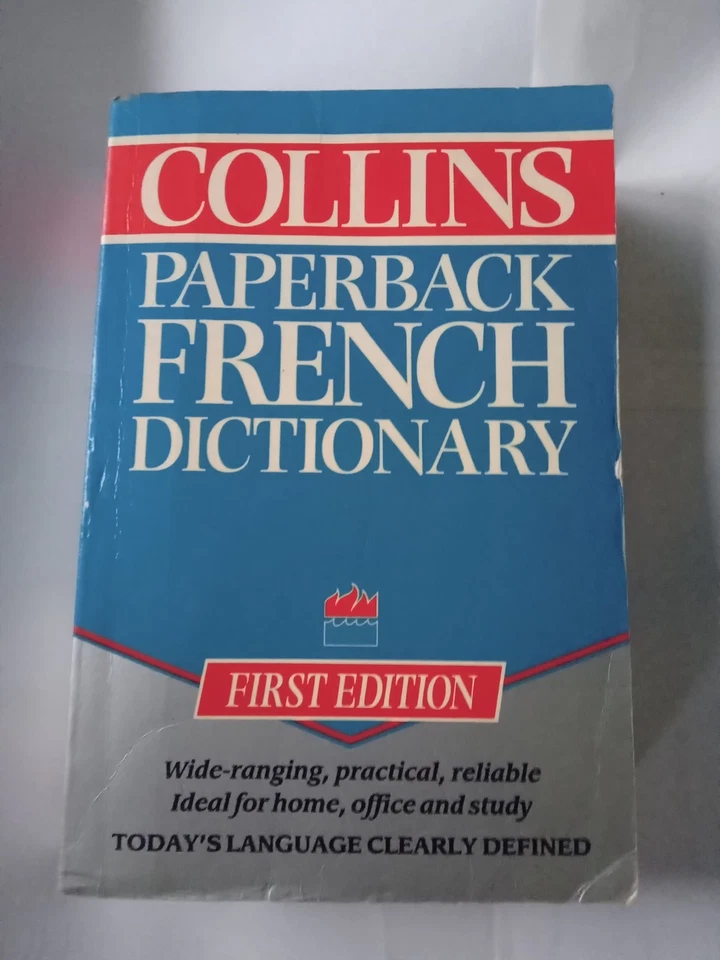 COLLINS
PAPERBACK
FRENCH
DICTIONARY
FIRST EDITION
Wide-ranging, practical, reliable
Ideal for home, office and study
TODAY'S LANGUAGE CLEARLY DEFINED